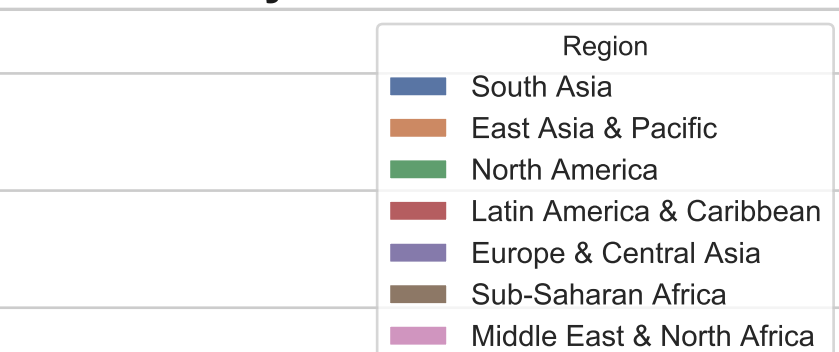 Region
South Asia
East Asia & Pacific
North America
Latin America & Caribbean
Europe & Central Asia
Sub-Saharan Africa
Middle East & North Africa